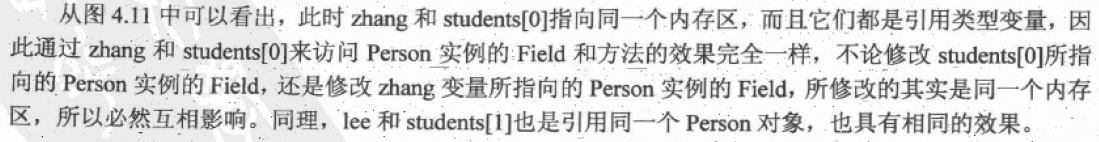 从图 4.11 中可以看出，此时 zhang 和 students[0]指向同一个内存区，而且它们都是引用类型变量，因
此通过 zhang 和 students[0]来访问 Person 实例的 Field 和方法的效果完全一样，不论修改 students[0]所指
向的 Person 实例的 Field，还是修改 zhang 变量所指向的 Person 实例的 Field，所修改的其实是同一个内存
区，所以必然互相影响。同理，lee 和 students[1]也是引用同一个 Person 对象，也具有相同的效果。